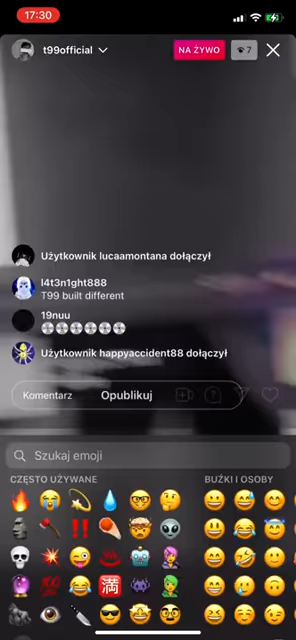 17:30
t99official
NA ŻYWO
7
Użytkownik lucaamontana dołączył
l4t3n1ght888
T99 built different
19nuu
Użytkownik happyaccident88 dołączył
Komentarz
Opublikuj
Szukaj emoji
CZĘSTO UŻYWANE
BUŹKI I OSOBY